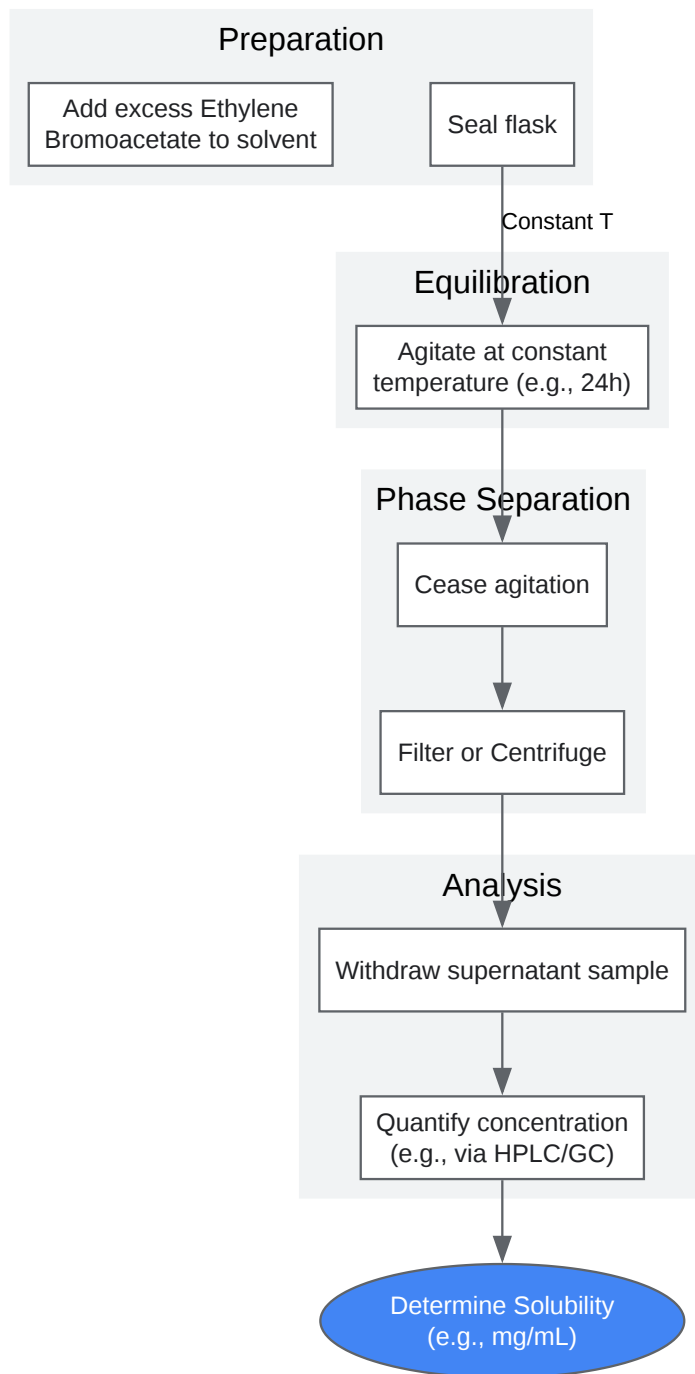 Preparation
Add excess Ethylene
Bromoacetate to solvent
Seal flask
Constant T
Equilibration
Agitate at constant
temperature (e.g., 24h)
Phase Separation
Cease agitation
Filter or Centrifuge
Analysis
Withdraw supernatant sample
Quantify concentration
(e.g., via HPLC/GC)
Determine Solubility
(e.g., mg/mL)